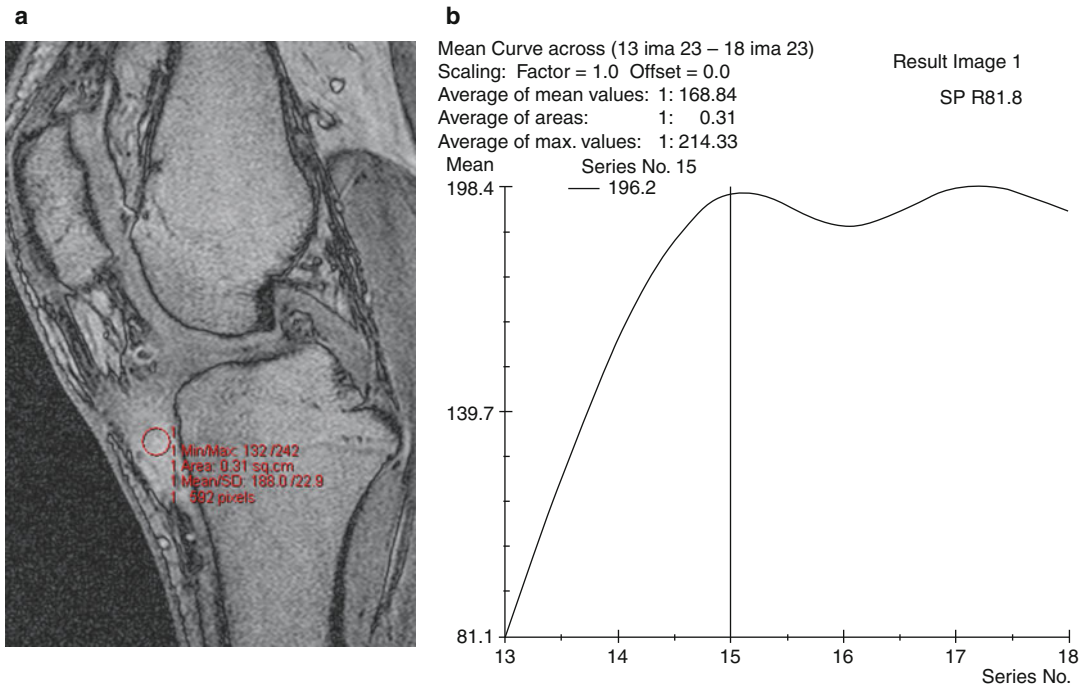 a
1
1 Min/Max: 132 /242
1 Area: 0.31 sq.cm
1 Mean/SD: 188.0 /22.9
1 692 pixels
b
Mean Curve across (13 ima 23 – 18 ima 23)
Scaling: Factor = 1.0 Offset = 0.0
Average of mean values: 1: 168.84
Average of areas: 1: 0.31
Average of max. values: 1: 214.33
Result Image 1
SP R81.8
Mean
Series No. 15
196.2
198.4
139.7
81.1
13 14 15 16 17 18
Series No.